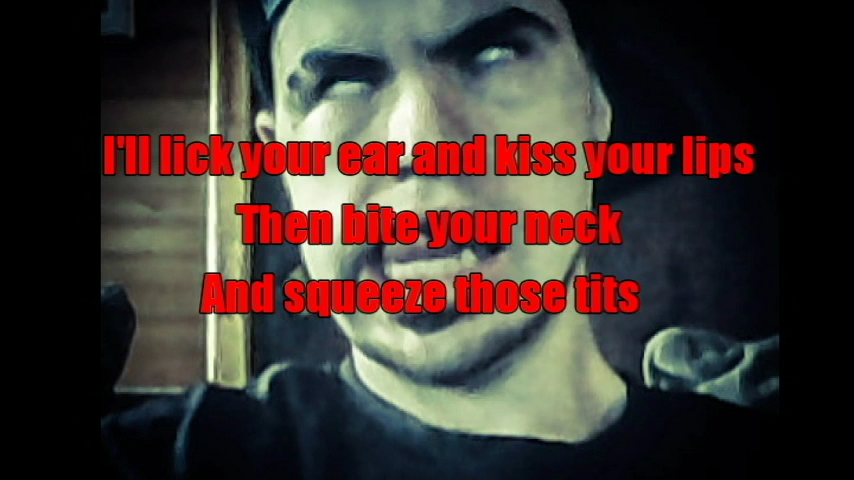 I'll lick your ear and kiss your lips
Then bite your neck
And squeeze those tits